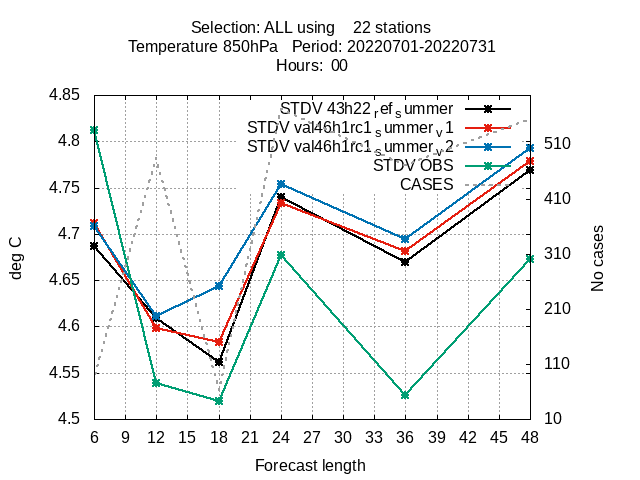 Selection: ALL using 22 stations
Temperature 850hPa Period: 20220701-20220731
Hours: 00
4.85
4.8
4.75
4.7
4.65
4.6
4.55
4.5
deg C
STDV 43h22refsummer
STDV val46h1rc1summerv1
STDV val46h1rc1summerv2
STDV OBS
CASES
510
410
310
210
110
10
No cases
6 9 12 15 18 21 24 27 30 33 36 39 42 45 48
Forecast length